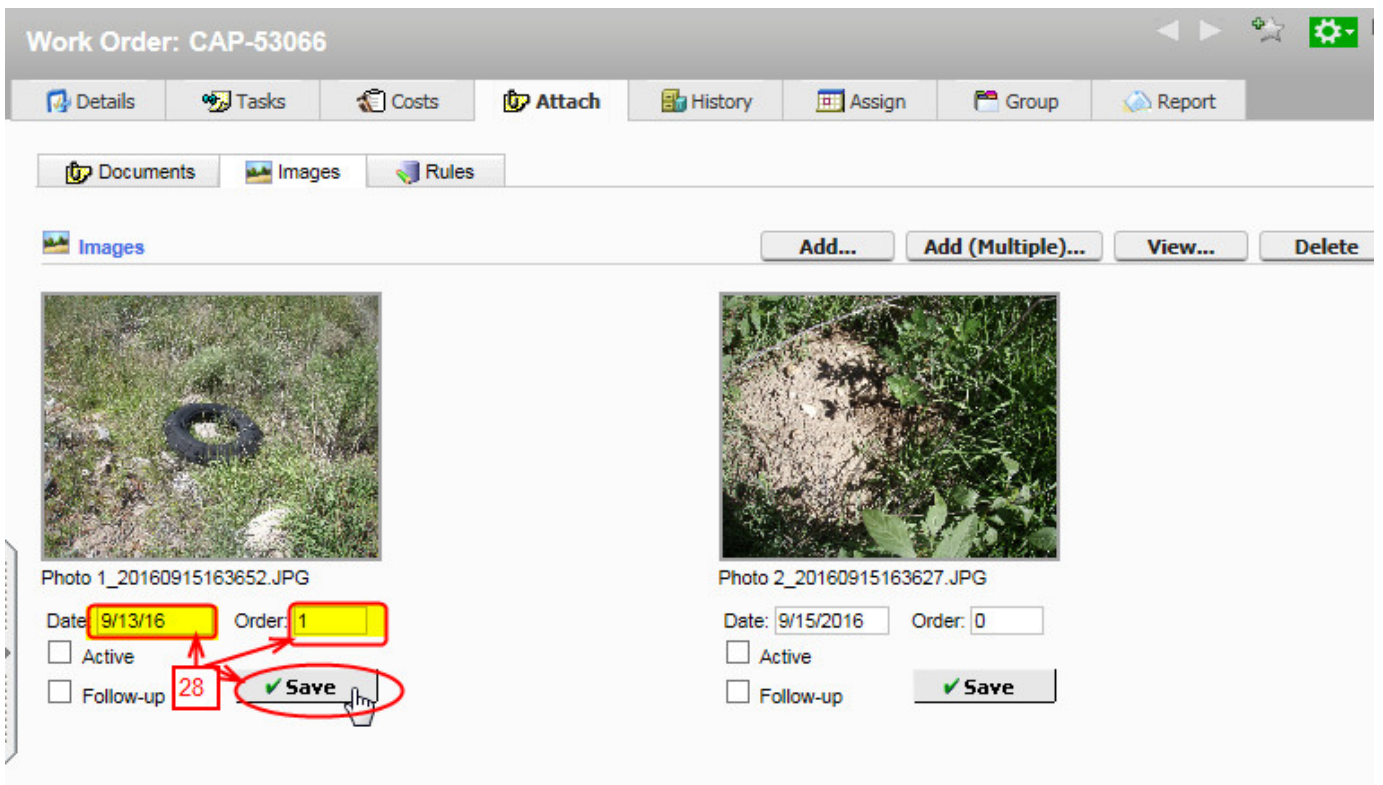 Work Order: CAP-53066
Details Tasks Costs Attach History Assign Group Report
Documents Images Rules
Images Add... Add (Multiple)... View... Delete
Photo 1_20160915163652.JPG Photo 2_20160915163627.JPG
Date: 9/13/16 Order: 1 Date: 9/15/2016 Order: 0
Active Active
Follow-up 28 Save Follow-up Save